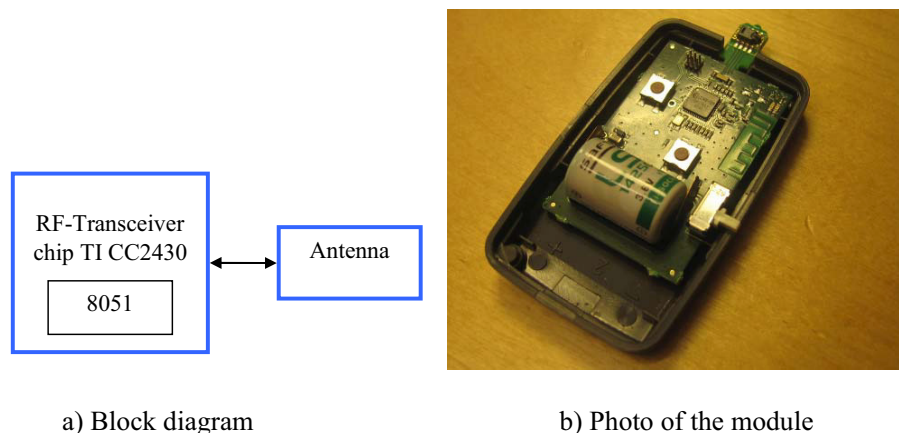 RF-Transceiver
chip TI CC2430
8051
Antenna
a) Block diagram
b) Photo of the module